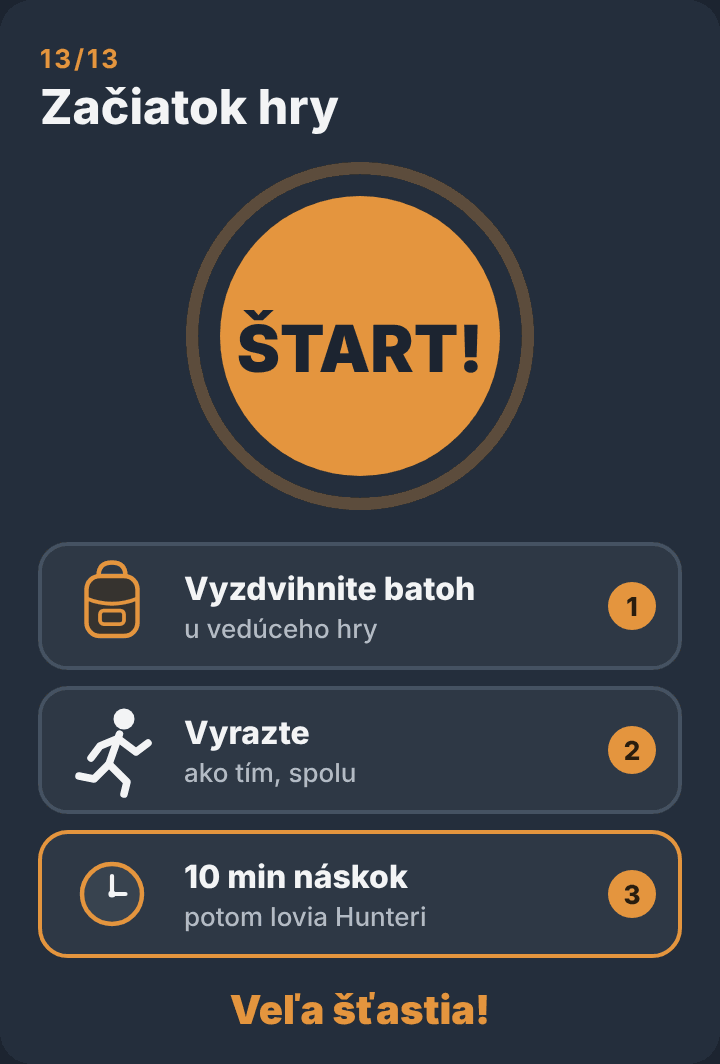 13/13
Začiatok hry
ŠTART!
Vyzdvihnite batoh
u vedúceho hry
1
Vyrazte
ako tím, spolu
2
10 min náskok
potom lovia Hunteri
3
Veľa šťastia!